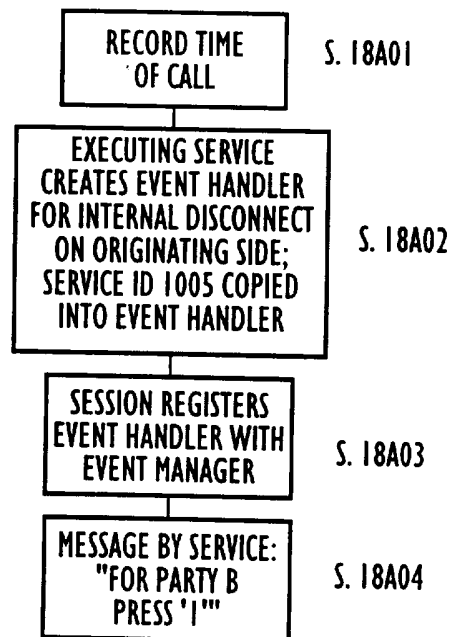 RECORD TIME
OF CALL
S. 18A01
EXECUTING SERVICE
CREATES EVENT HANDLER
FOR INTERNAL DISCONNECT
ON ORIGINATING SIDE;
SERVICE ID 1005 COPIED
INTO EVENT HANDLER
S. 18A02
SESSION REGISTERS
EVENT HANDLER WITH
EVENT MANAGER
S. 18A03
MESSAGE BY SERVICE:
"FOR PARTY B
PRESS '1'"
S. 18A04